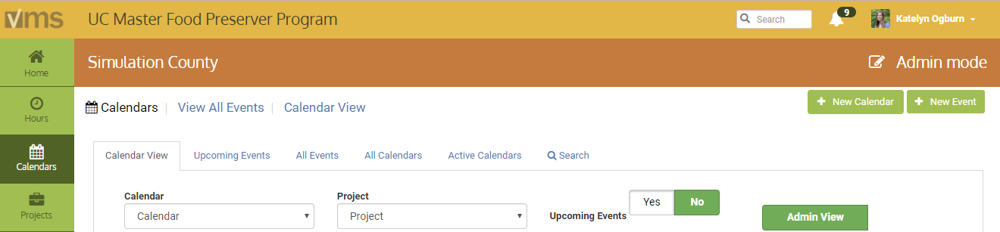 vms UC Master Food Preserver Program Search 9 Katelyn Ogburn
Home Simulation County Admin mode
Hours Calendars View All Events Calendar View + New Calendar + New Event
Calendars Calendar View Upcoming Events All Events All Calendars Active Calendars Search
Calendar Project
Projects Calendar Project Upcoming Events Yes No Admin View